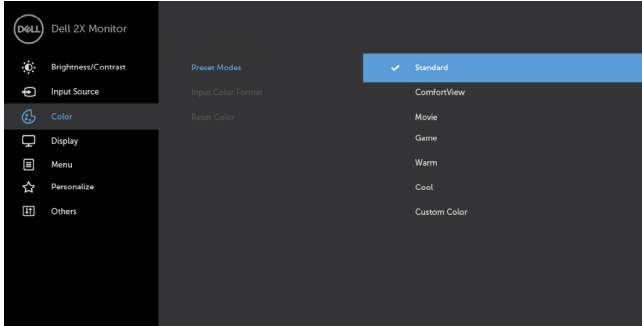 DELL Dell 2X Monitor
Brightness/Contrast Preset Modes Standard
Input Source Input Color Format ComfortView
Color Reset Color Movie
Display Game
Menu Warm
Personalize Cool
Others Custom Color